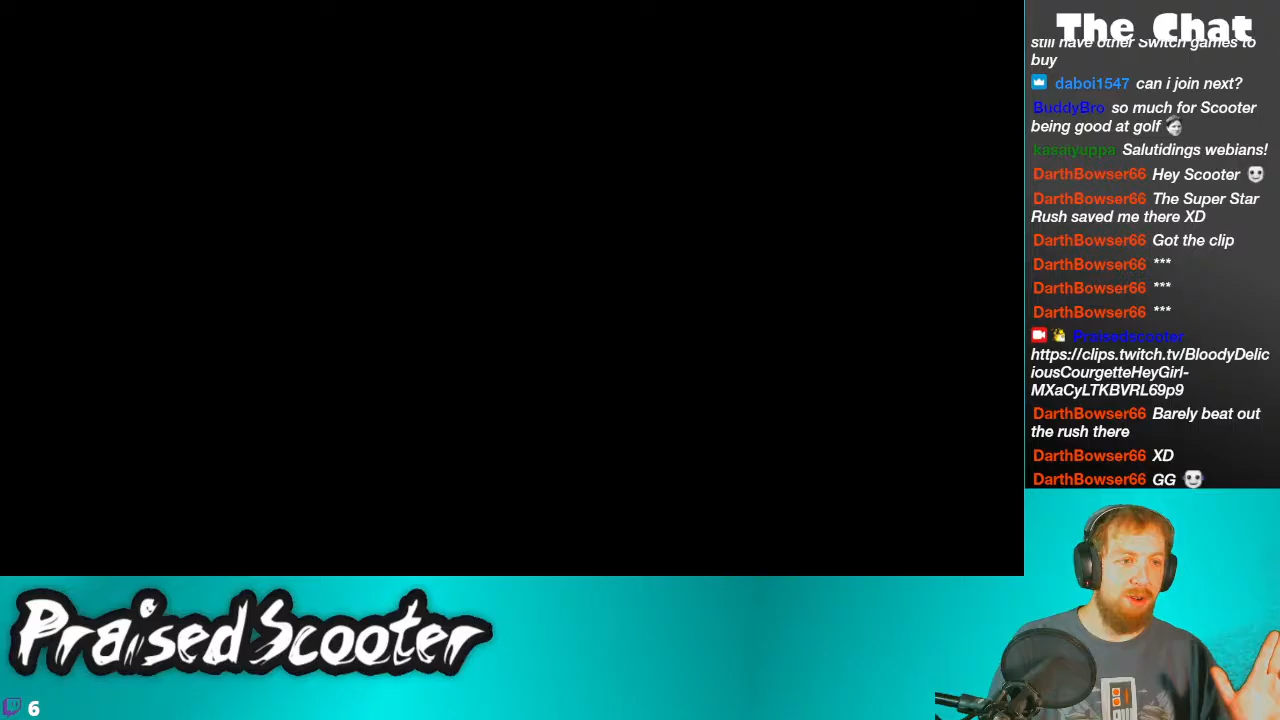 The Chat
still have other Switch games to
buy
daboi1547 can i join next?
BuddyBro so much for Scooter
being good at golf
kasaiyuppa Salutidings webians!
DarthBowser66 Hey Scooter
DarthBowser66 The Super Star
Rush saved me there XD
DarthBowser66 Got the clip
DarthBowser66 ***
DarthBowser66 ***
DarthBowser66 ***
Praisedscooter
https://clips.twitch.tv/BloodyDelic
iousCourgetteHeyGirl-
MXaCyLTKBVRL69p9
DarthBowser66 Barely beat out
the rush there
DarthBowser66 XD
DarthBowser66 GG
PraisedScooter
6